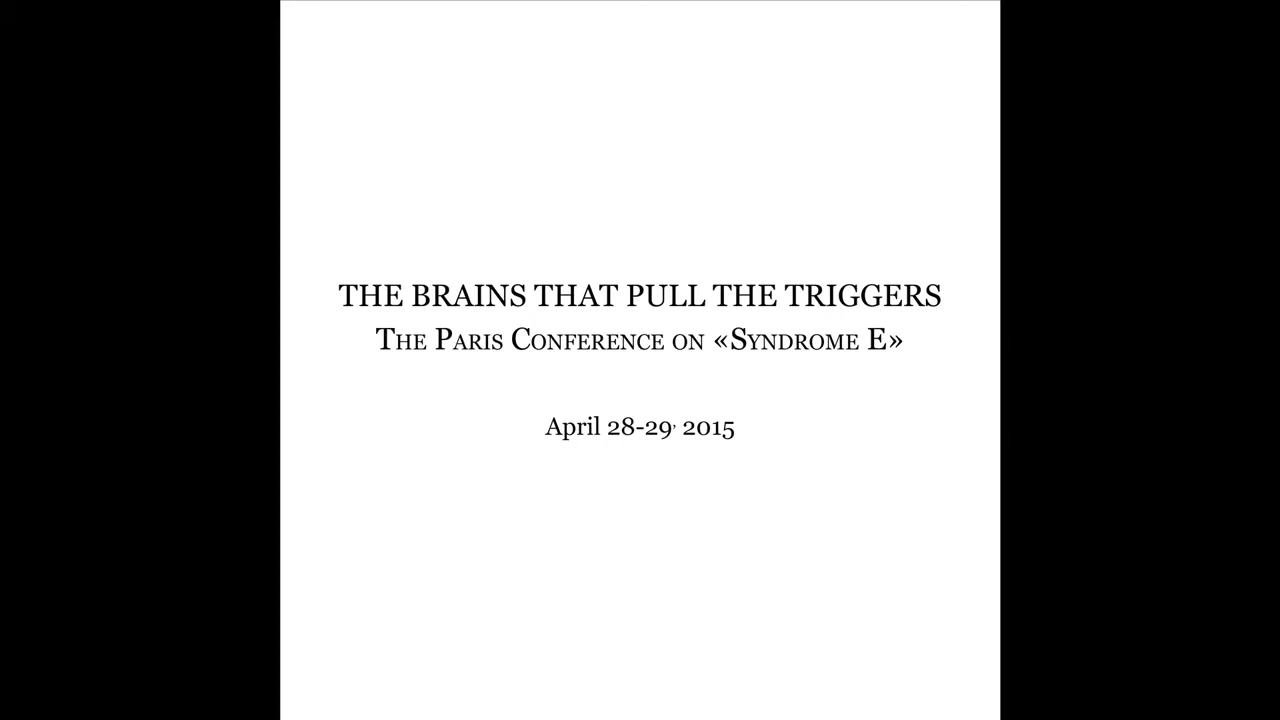 THE BRAINS THAT PULL THE TRIGGERS
The Paris Conference on «Syndrome E»
April 28-29, 2015